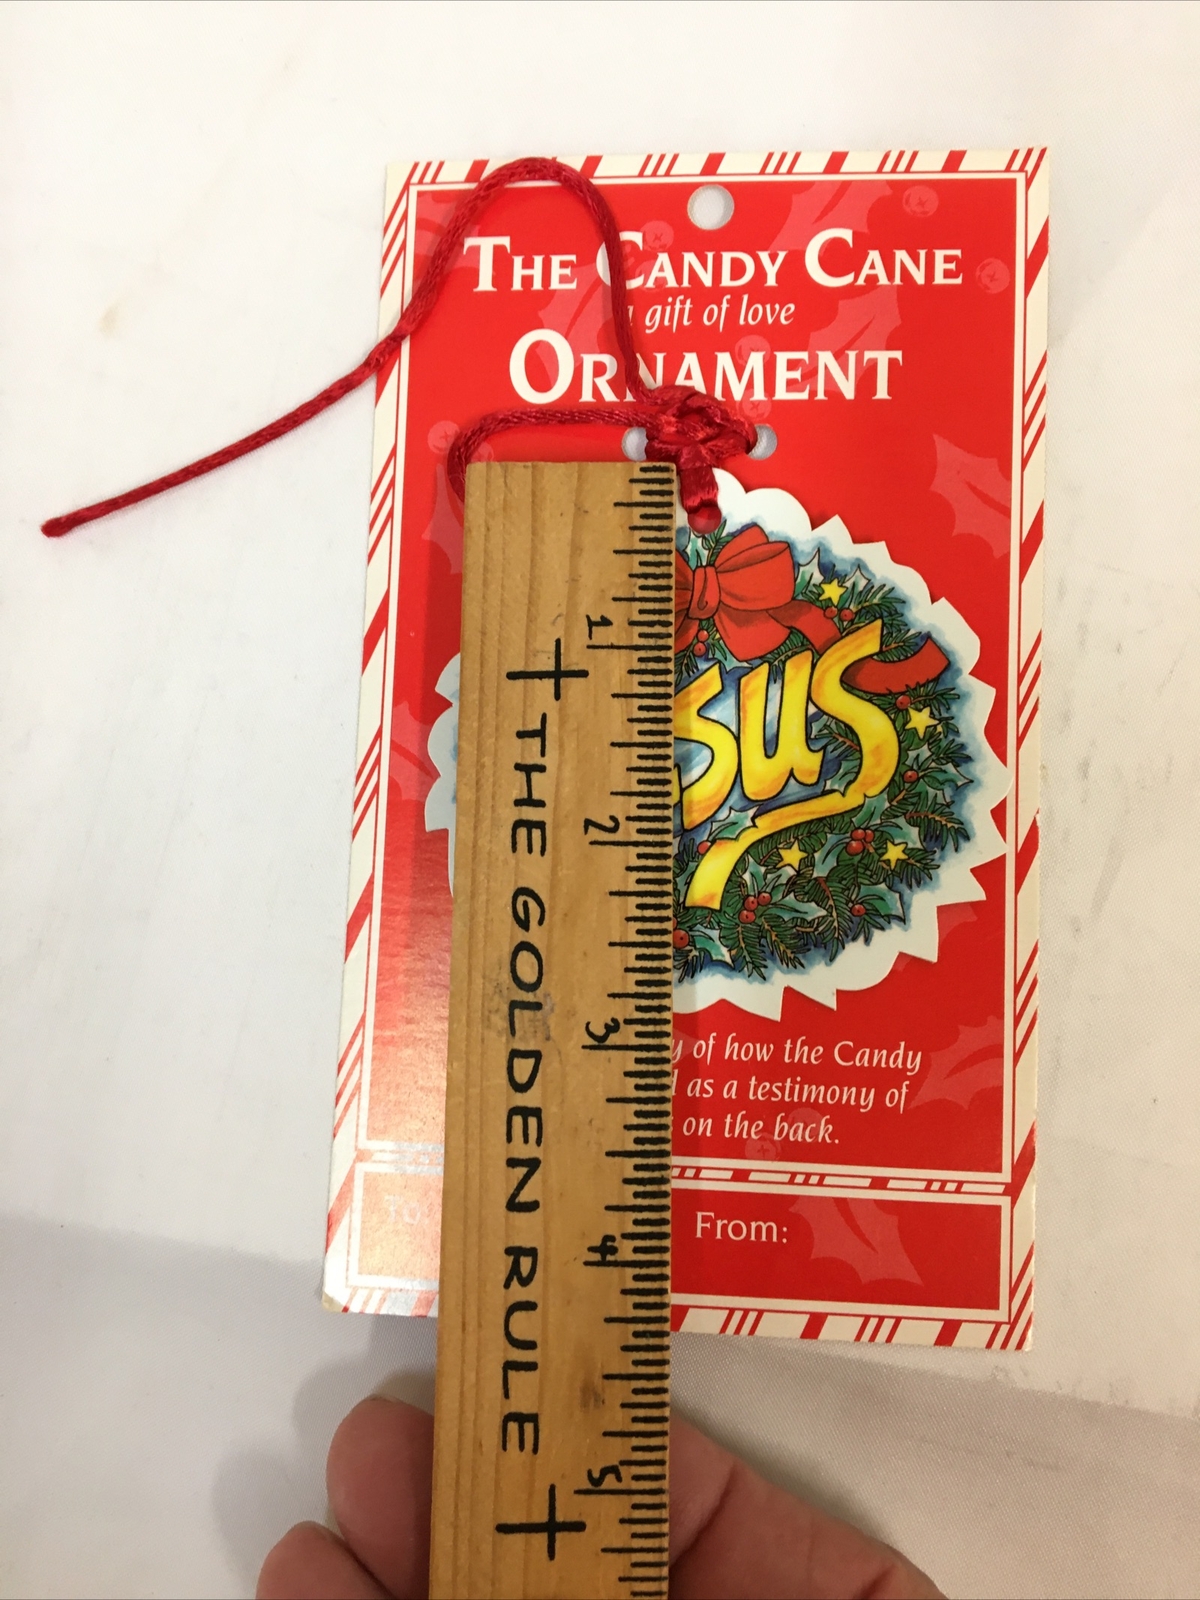 THE CANDY CANE
a gift of love
ORNAMENT
sus
y of how the Candy
d as a testimony of
on the back.
To:
From:
1
2
3
4
5
THE GOLDEN RULE